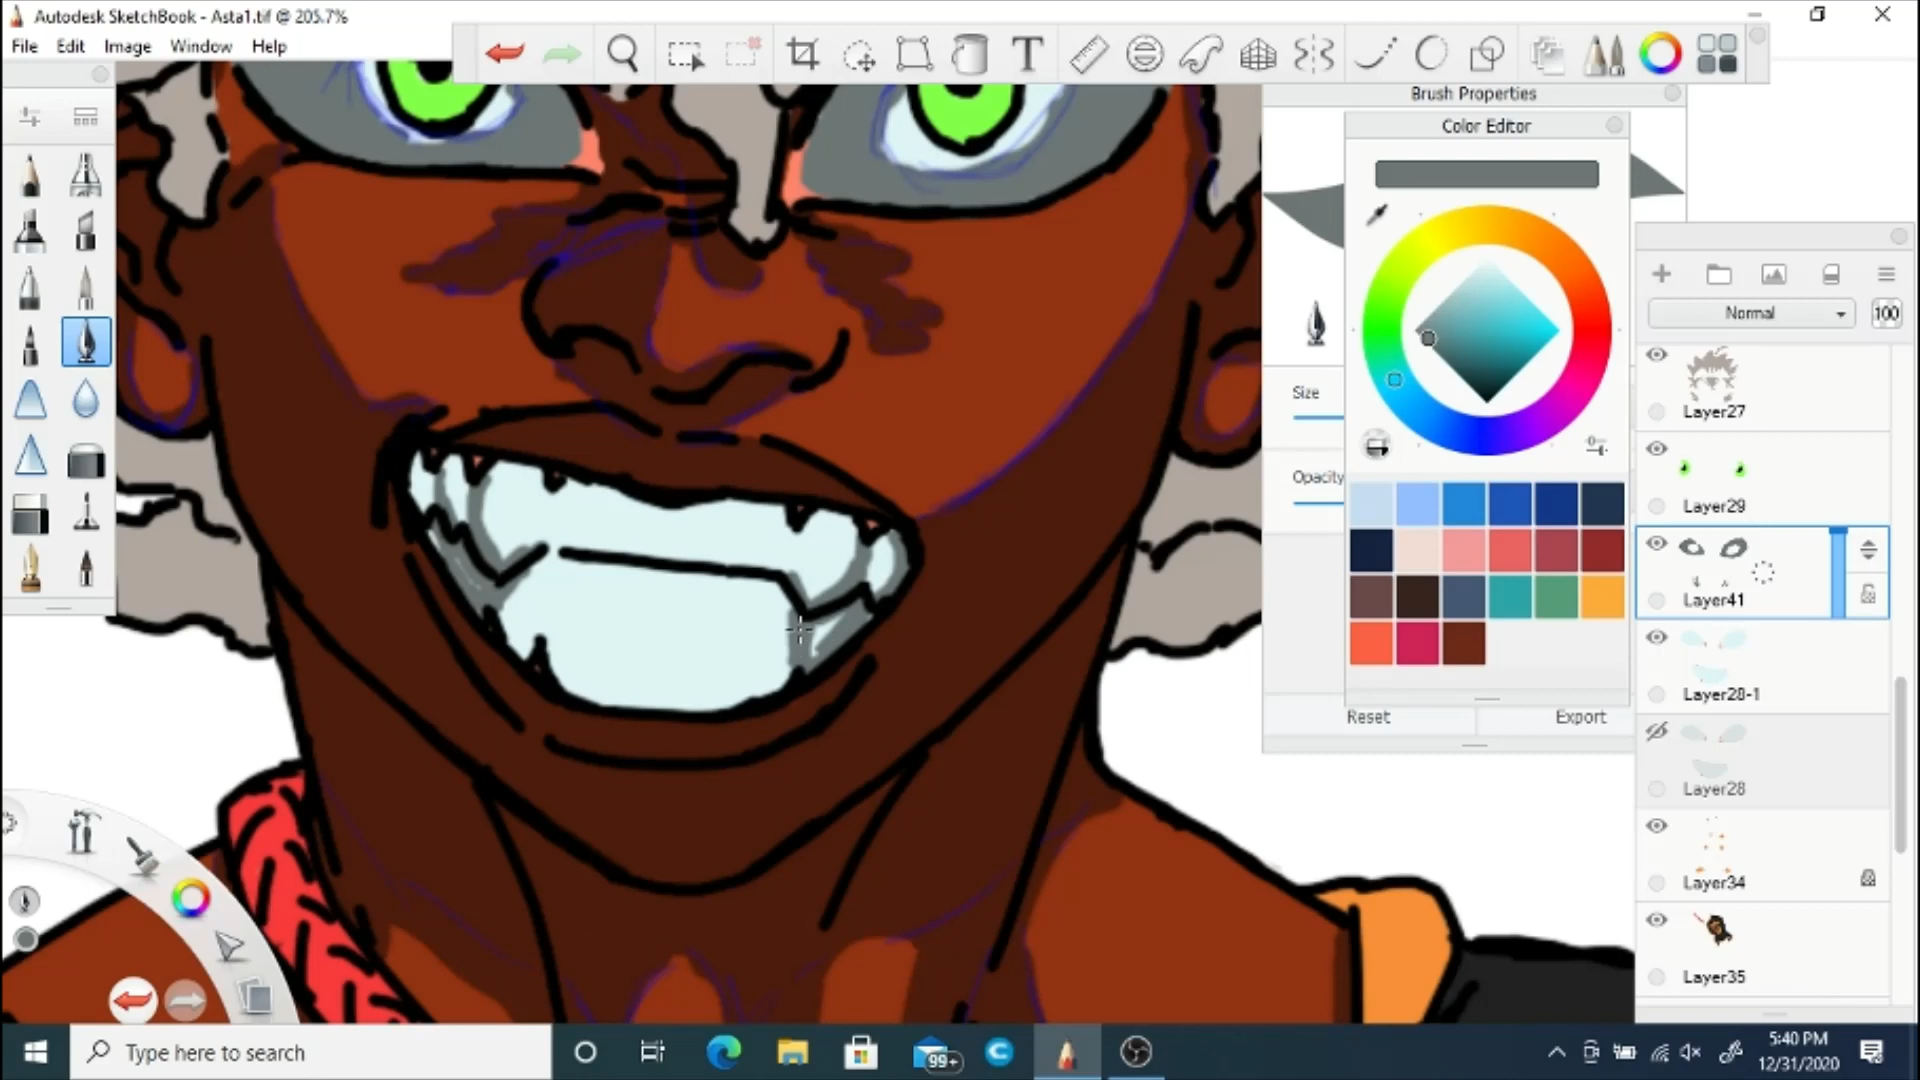 Autodesk SketchBook - Asta1.tif @ 205.7%
File Edit Image Window Help
T
Brush Properties
Color Editor
Normal 100
Layer27
Size
Layer29
Opacity
Layer41
Layer28-1
Reset Export
Layer28
Layer34
Layer35
Type here to search
99+
5:40 PM
12/31/2020